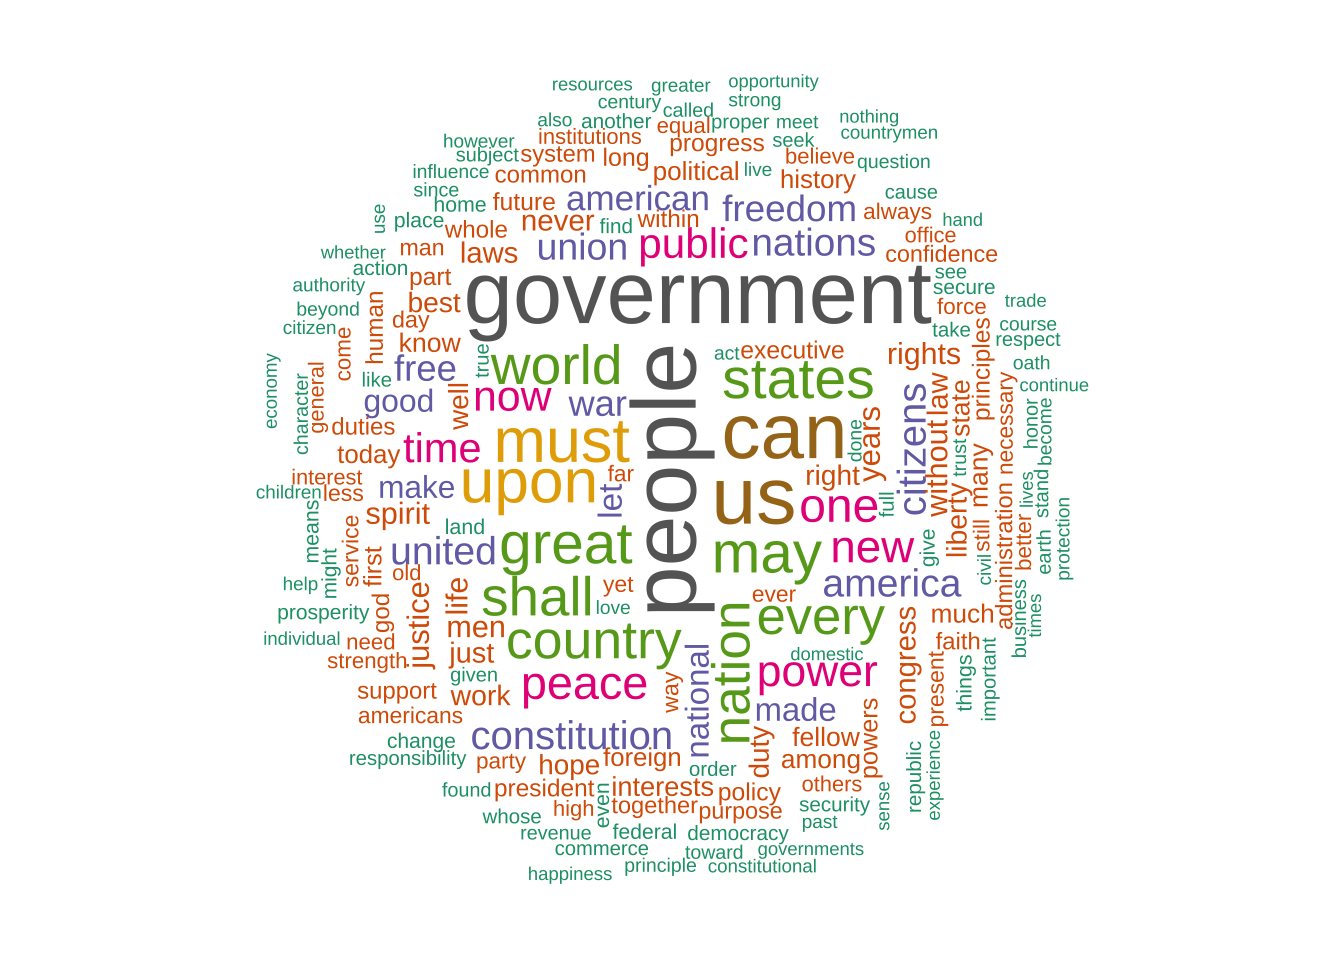 resources greater opportunity
century called strong
also another equal proper meet nothing
however institutions progress seek countrymen
subject system long believe question
influence common political live history
since home future american freedom cause
use place whole never find within always hand
whether man laws union public nations office confidence
action part government see
authority best secure
beyond day force trade
citizen know take course
come human true world people act executive rights principles respect
economy like free states oath
general character good well now war can citizens law state necessary continue
duties done years without honor become
today time must far right trust many
interest less make upon let us one full lives stand
children spirit liberty still administration better
means land great may new give civil earth protection
might service first united
help old shall yet love ever america
prosperity god justice life country nation every congress much business times
individual need men domestic faith
strength just peace national way power present things important
support given work made
americans constitution duty fellow powers
change hope foreign among
responsibility party order republic experience
found president interests policy others
whose high even together purpose security sense
revenue federal democracy past
commerce toward governments
happiness principle constitutional